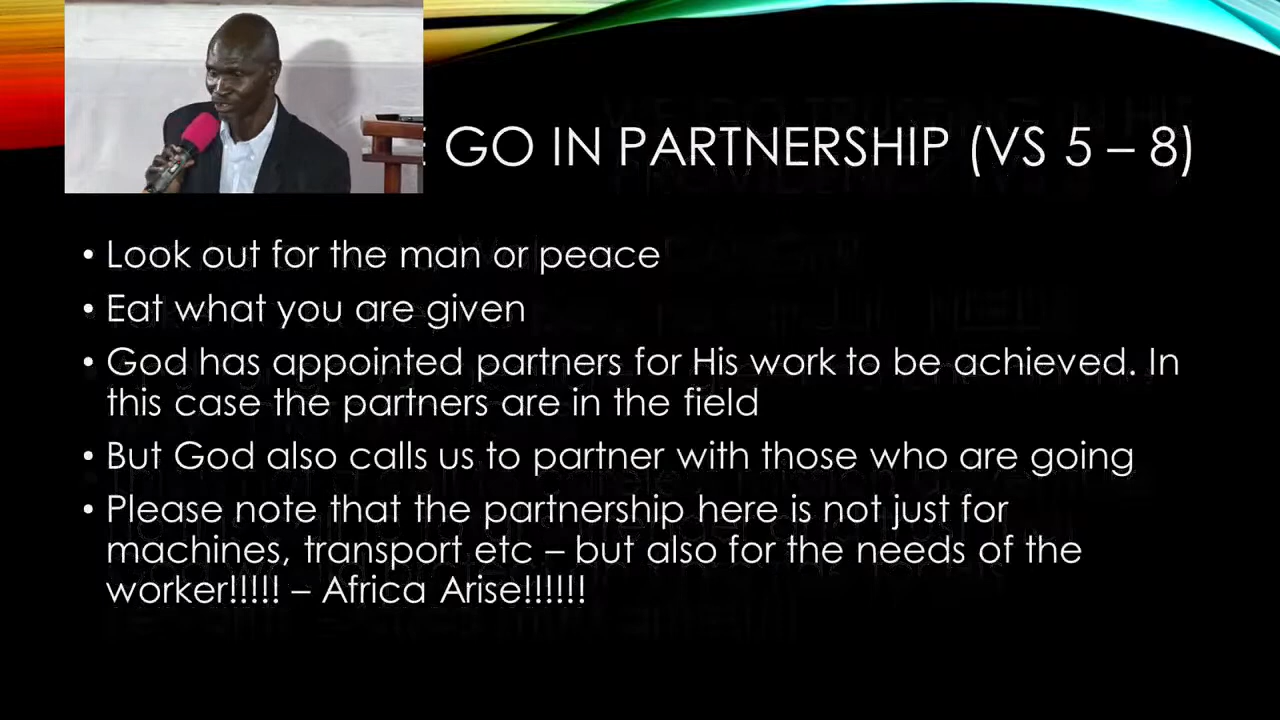 GO IN PARTNERSHIP (VS 5 – 8)
• Look out for the man or peace
• Eat what you are given
• God has appointed partners for His work to be achieved. In
this case the partners are in the field
• But God also calls us to partner with those who are going
• Please note that the partnership here is not just for
machines, transport etc – but also for the needs of the
worker!!!!! – Africa Arise!!!!!!